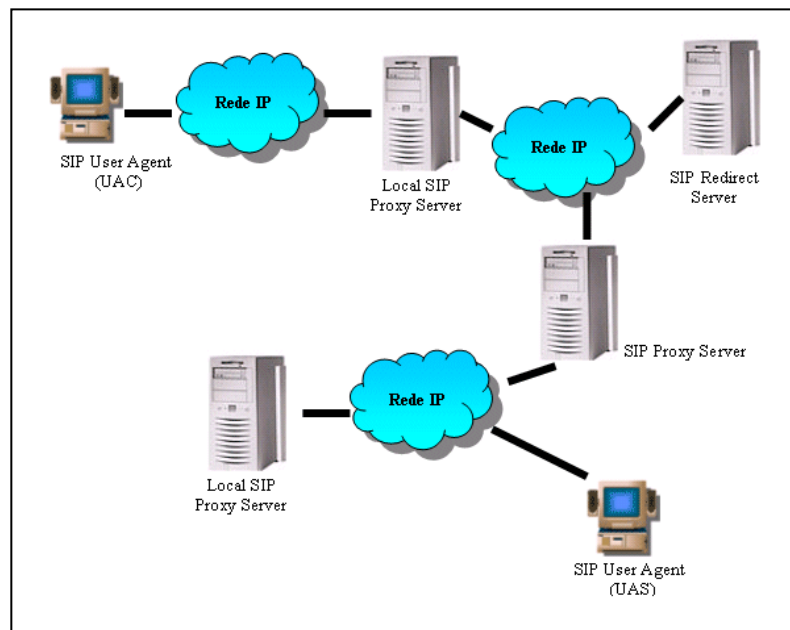 Rede IP
SIP User Agent
(UAC)
Local SIP
Proxy Server
Rede IP
SIP Redirect
Server
SIP Proxy Server
Rede IP
Local SIP
Proxy Server
SIP User Agent
(UAS)